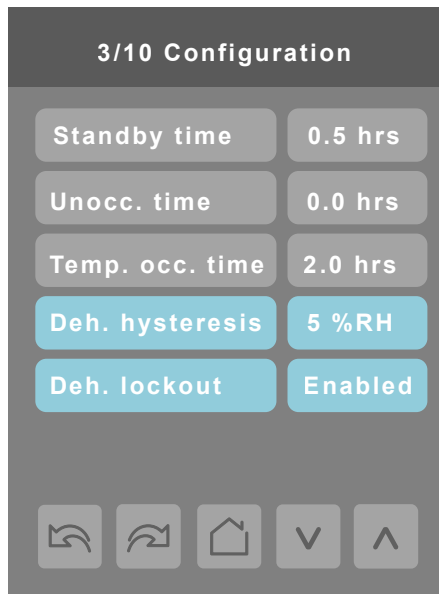 3/10 Configuration
Standby time 0.5 hrs
Unocc. time 0.0 hrs
Temp. occ. time 2.0 hrs
Deh. hysteresis 5 %RH
Deh. lockout Enabled